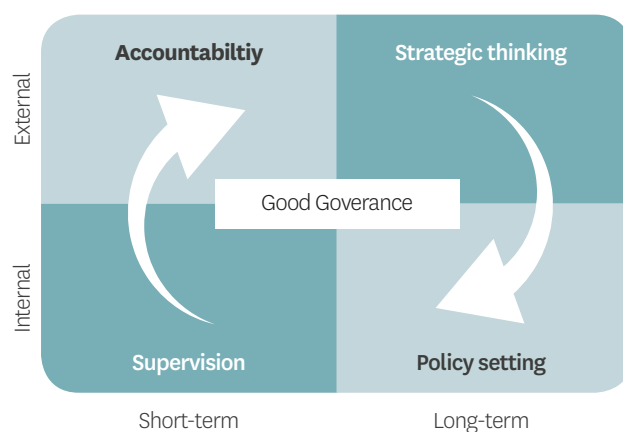 External
Accountabiltiy
Strategic thinking
Good Goverance
Internal
Supervision
Policy setting
Short-term
Long-term